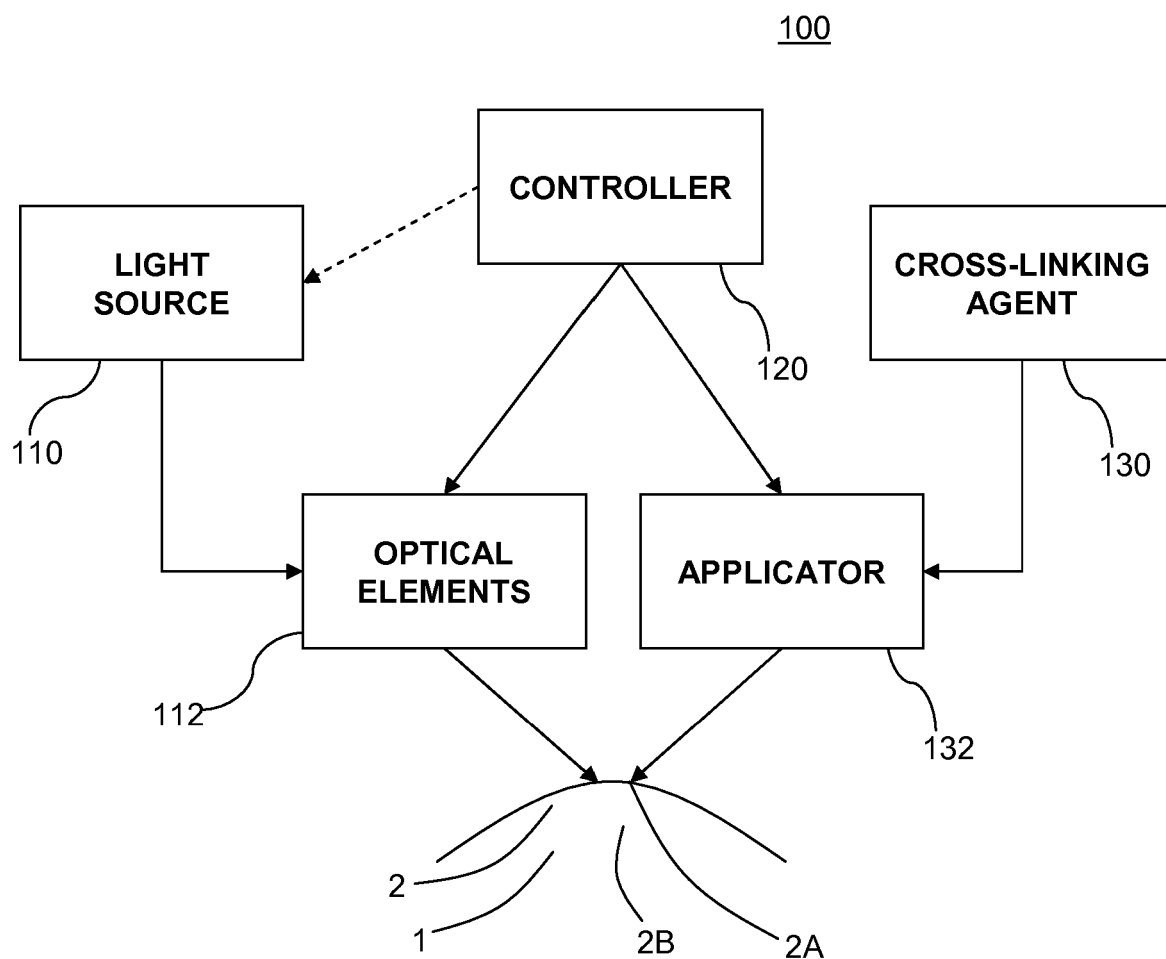 100
CONTROLLER
LIGHT
SOURCE
CROSS-LINKING
AGENT
120
110
130
OPTICAL
ELEMENTS
APPLICATOR
112
132
2
1
2B
2A